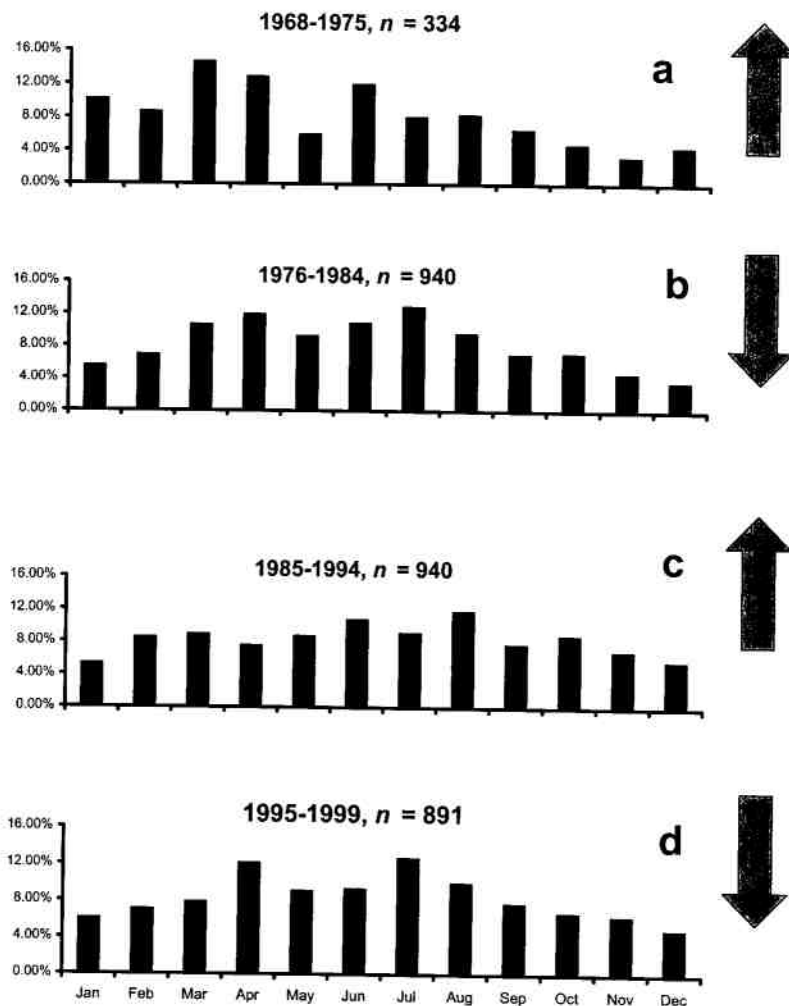 1968-1975, n = 334
a
16.00%
12.00%
8.00%
4.00%
0.00%
1976-1984, n = 940
b
16.00%
12.00%
8.00%
4.00%
0.00%
1985-1994, n = 940
c
16.00%
12.00%
8.00%
4.00%
0.00%
1995-1999, n = 891
d
16.00%
12.00%
8.00%
4.00%
0.00%
Jan Feb Mar Apr May Jun Jul Aug Sep Oct Nov Dec